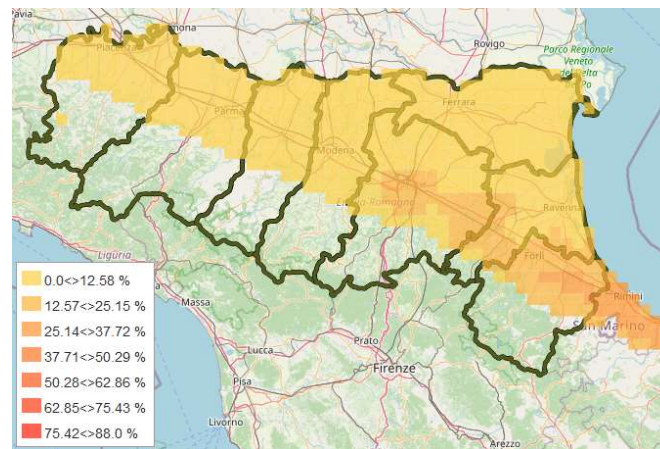 Rovigo
Parco Regionale
Veneto
del Delta
Po
Piacenza
Parma
Ferrara
Modena
Ravenna
Forlì
Rimini
San Marino
Liguria
Massa
Lucca
Prato
Pisa
Firenze
Livorno
Arezzo
0.0<>12.58 %
12.57<>25.15 %
25.14<>37.72 %
37.71<>50.29 %
50.28<>62.86 %
62.85<>75.43 %
75.42<>88.0 %